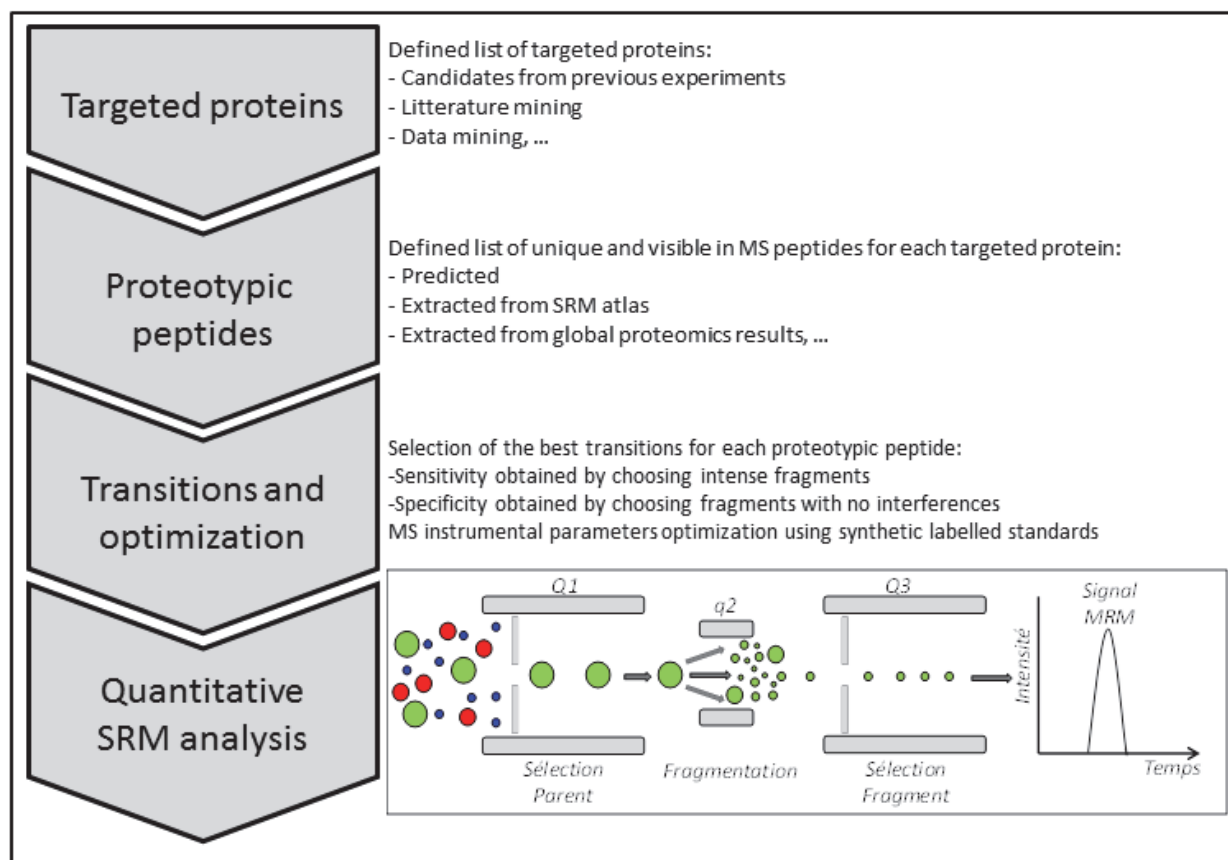 Targeted proteins
Defined list of targeted proteins:
- Candidates from previous experiments
- Litterature mining
- Data mining, ...
Proteotypic
peptides
Defined list of unique and visible in MS peptides for each targeted protein:
- Predicted
- Extracted from SRM atlas
- Extracted from global proteomics results, ...
Transitions and
optimization
Selection of the best transitions for each proteotypic peptide:
-Sensitivity obtained by choosing intense fragments
-Specificity obtained by choosing fragments with no interferences
MS instrumental parameters optimization using synthetic labelled standards
Quantitative
SRM analysis
Q1
q2
Q3
Signal
MRM
Intensité
Temps
Sélection
Parent
Fragmentation
Sélection
Fragment